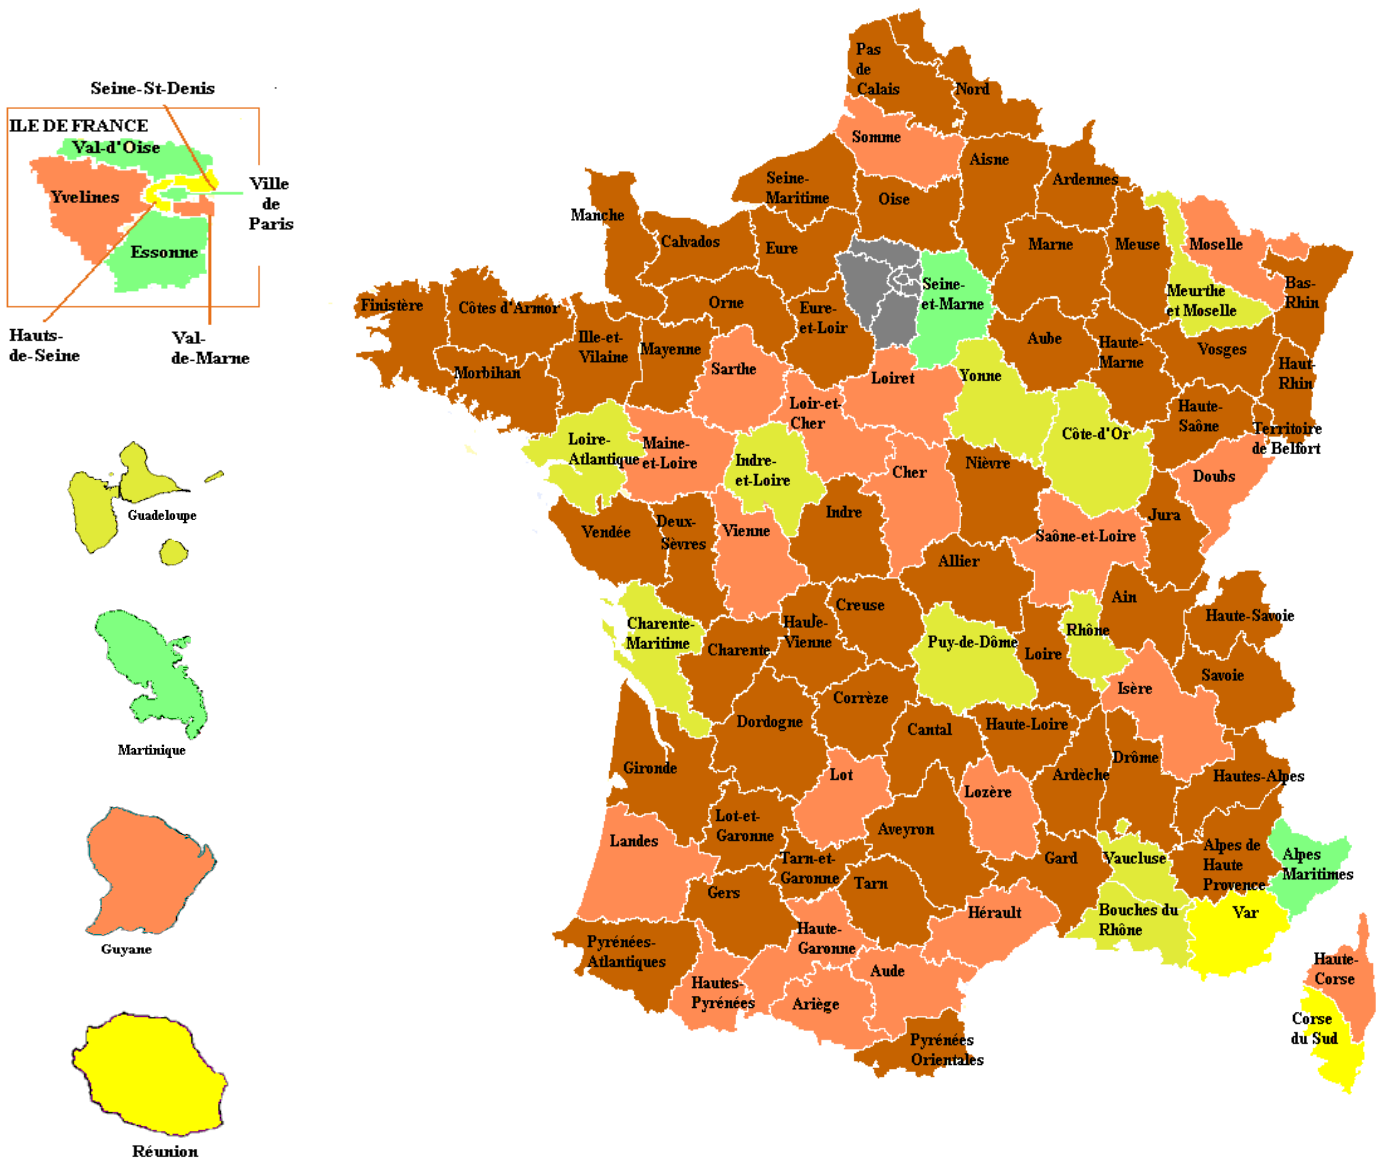 Seine-St-Denis
ILE DE FRANCE
Val-d'Oise
Yvelines
Ville
de
Paris
Essonne
Hauts-
de-Seine
Val-
de-Marne
Guadeloupe
Martinique
Guyane
Réunion
Pas
de
Calais
Nord
Somme
Aisne
Ardennes
Seine-
Maritime
Oise
Manche
Calvados
Eure
Marne
Meuse
Moselle
Bas-
Rhin
Meurthe
et Moselle
Seine-
et-Marne
Finistère
Côtes d'Armor
Orne
Eure-
et-Loir
Ille-et-
Vilaine
Mayenne
Aube
Haute-
Marne
Vosges
Haut-
Rhin
Morbihan
Sarthe
Loiret
Yonne
Loir-et-
Cher
Haute-
Saône
Territoire
de Belfort
Loire-
Atlantique
Maine-
et-Loire
Indre-
et-Loire
Cher
Nièvre
Côte-d'Or
Doubs
Vendée
Deux-
Sèvres
Vienne
Indre
Saône-et-Loire
Jura
Allier
Charente-
Maritime
Charente
Haute-
Vienne
Creuse
Puy-de-Dôme
Loire
Rhône
Ain
Haute-Savoie
Savoie
Isère
Dordogne
Corrèze
Cantal
Haute-Loire
Gironde
Lot
Lozère
Ardèche
Drôme
Hautes-Alpes
Landes
Lot-et-
Garonne
Aveyron
Tarn-et-
Garonne
Gard
Vaucluse
Alpes de
Haute
Provence
Alpes
Maritimes
Gers
Tarn
Hérault
Bouches du
Rhône
Var
Pyrénées-
Atlantiques
Haute-
Garonne
Hautes-
Pyrénées
Ariège
Aude
Pyrénées
Orientales
Haute-
Corse
Corse
du Sud